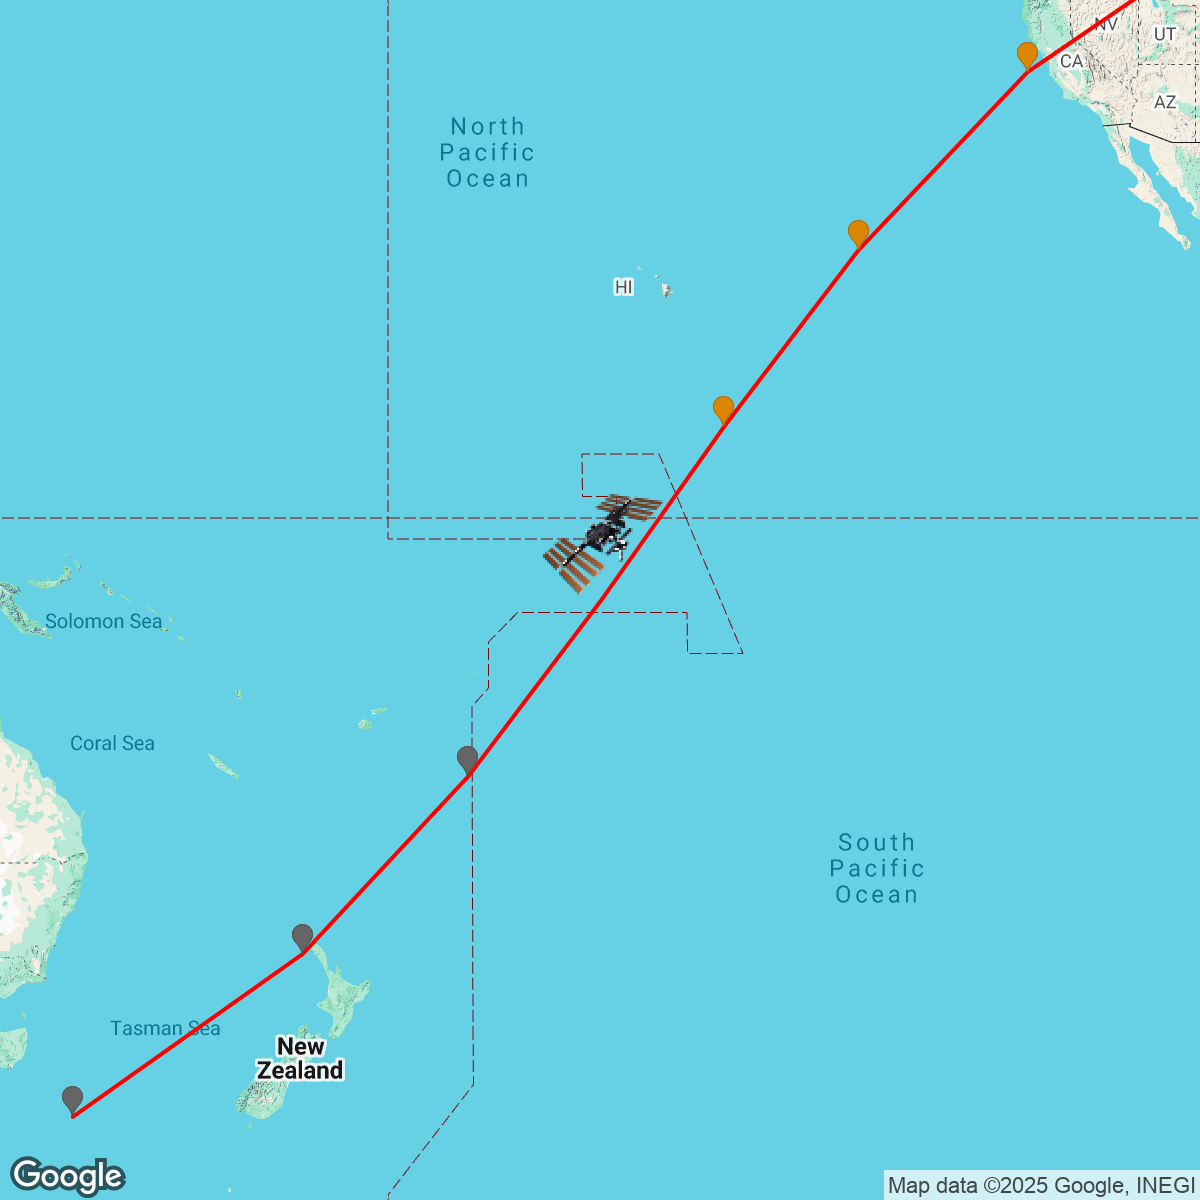 NV
UT
CA
AZ
North
Pacific
Ocean
HI
Solomon Sea
Coral Sea
South
Pacific
Ocean
Tasman Sea
New
Zealand
Google
Map data ©2025 Google, INEGI